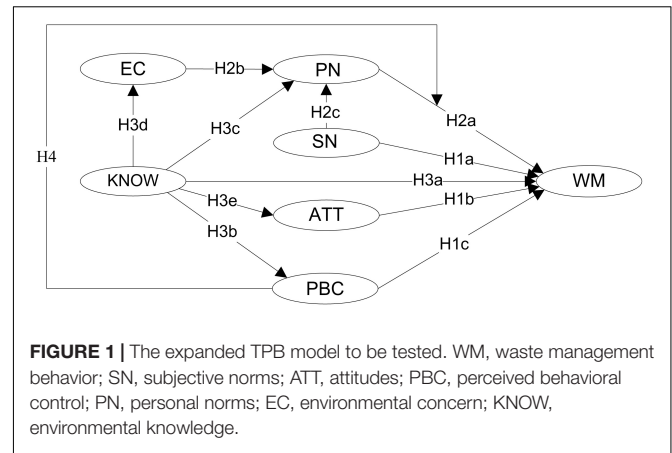 EC
H2b
PN
H2a
H3d
H3c
H2c
H4
SN
H1a
KNOW
H3a
WM
H3e
ATT
H1b
H3b
H1c
PBC
FIGURE 1 | The expanded TPB model to be tested. WM, waste management
behavior; SN, subjective norms; ATT, attitudes; PBC, perceived behavioral
control; PN, personal norms; EC, environmental concern; KNOW,
environmental knowledge.